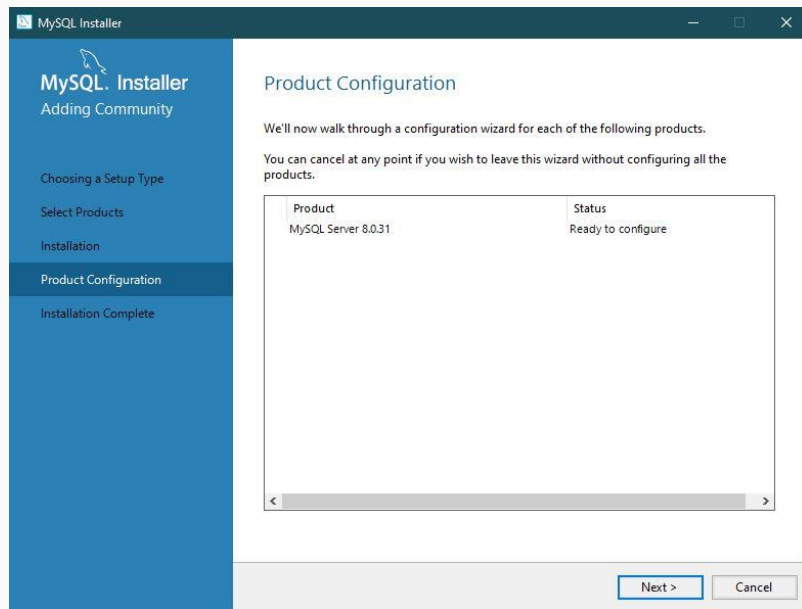 MySQL Installer
MySQL. Installer
Adding Community
Choosing a Setup Type
Select Products
Installation
Product Configuration
Installation Complete
Product Configuration
We'll now walk through a configuration wizard for each of the following products.
You can cancel at any point if you wish to leave this wizard without configuring all the
products.
Product Status
MySQL Server 8.0.31 Ready to configure
Next > Cancel